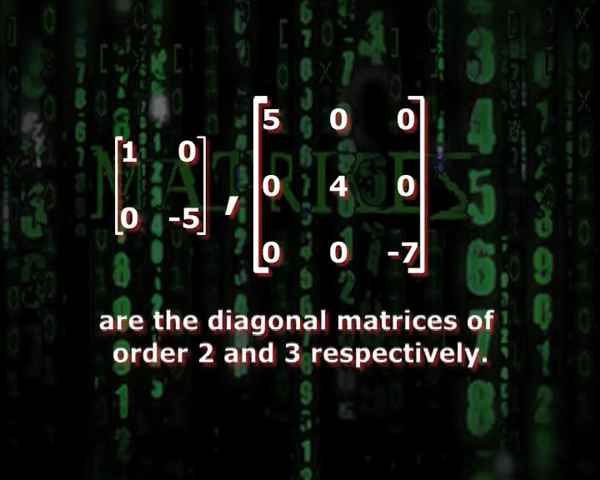 1 0
0 -5
,
5 0 0
0 4 0
0 0 -7
MATRICES
are the diagonal matrices of
order 2 and 3 respectively.